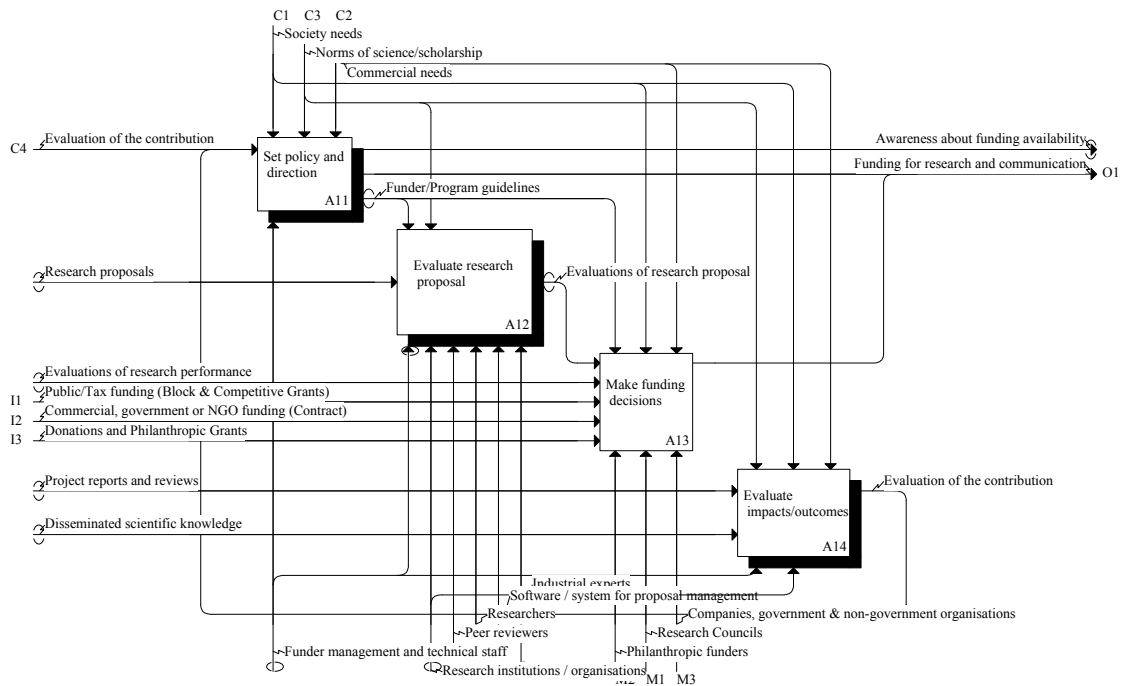 C1 C3 C2
Society needs
Norms of science/scholarship
Commercial needs
C4 Evaluation of the contribution
Awareness about funding availability
Set policy and
direction
A11
Funding for research and communication
O1
Funder/Program guidelines
Research proposals
Evaluate research
proposal
A12
Evaluations of research proposal
Evaluations of research performance
I1 Public/Tax funding (Block & Competitive Grants)
I2 Commercial, government or NGO funding (Contract)
I3 Donations and Philanthropic Grants
Make funding
decisions
A13
Project reports and reviews
Evaluate
impacts/outcomes
A14
Evaluation of the contribution
Disseminated scientific knowledge
Industrial experts
Software / system for proposal management
Researchers
Companies, government & non-government organisations
Peer reviewers
Research Councils
Funder management and technical staff
Philanthropic funders
Research institutions / organisations
M1 M3